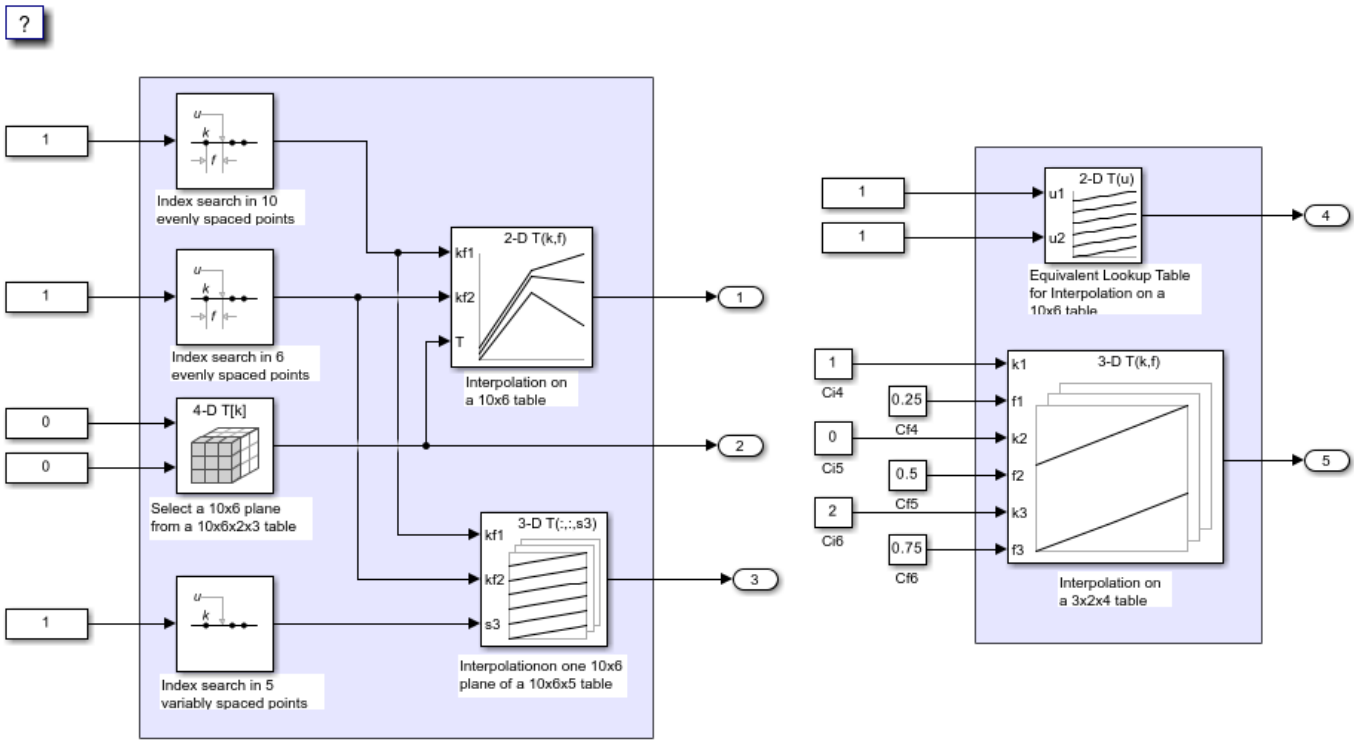 ?
1
u
k
f
Index search in 10
evenly spaced points
1
u
k
f
Index search in 6
evenly spaced points
2-D T(k,f)
kf1
kf2
T
Interpolation on
a 10x6 table
1
0
0
4-D T[k]
Select a 10x6 plane
from a 10x6x2x3 table
2
3-D T(:,:,s3)
kf1
kf2
s3
Interpolationon one 10x6
plane of a 10x6x5 table
3
1
u
k
Index search in 5
variably spaced points
1
1
2-D T(u)
u1
u2
Equivalent Lookup Table
for Interpolation on a
10x6 table
4
1
Ci4
0.25
Cf4
0
Ci5
0.5
Cf5
2
Ci6
0.75
Cf6
3-D T(k,f)
k1
f1
k2
f2
k3
f3
Interpolation on
a 3x2x4 table
5